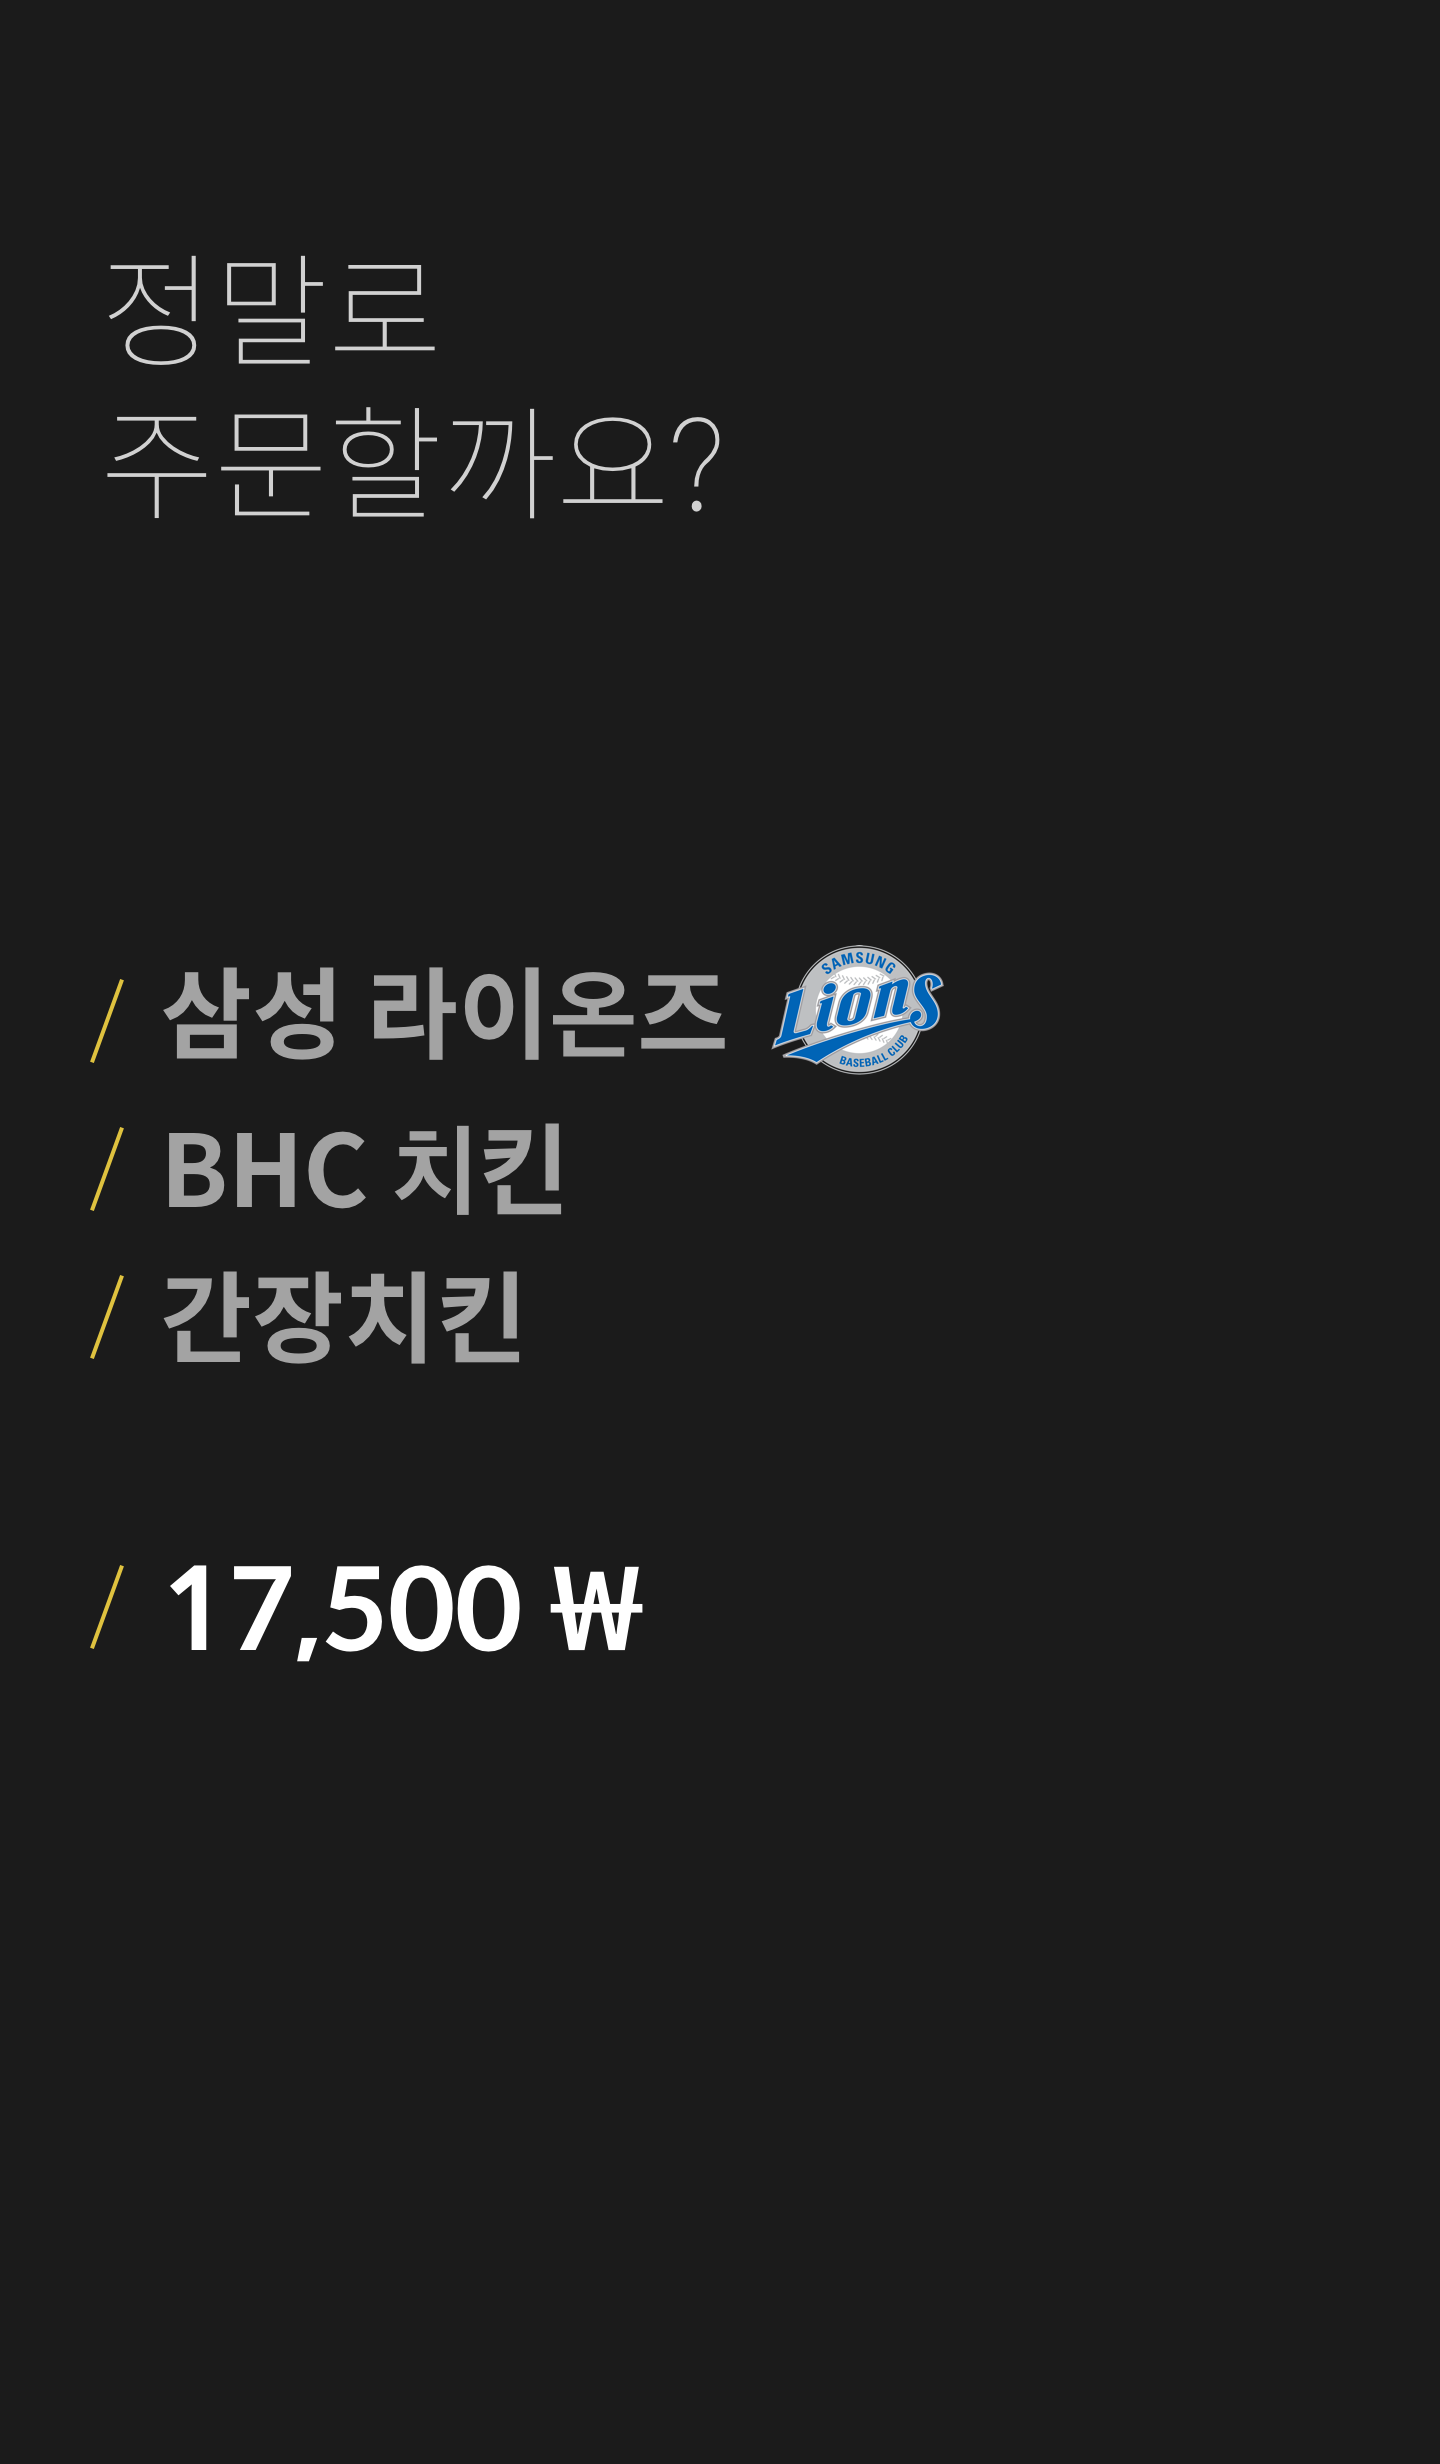 정말로
주문할까요?
/ 삼성 라이온즈
SAMSUNG
Lions
BASEBALL CLUB
/ BHC 치킨
/ 간장치킨
/ 17,500 ₩